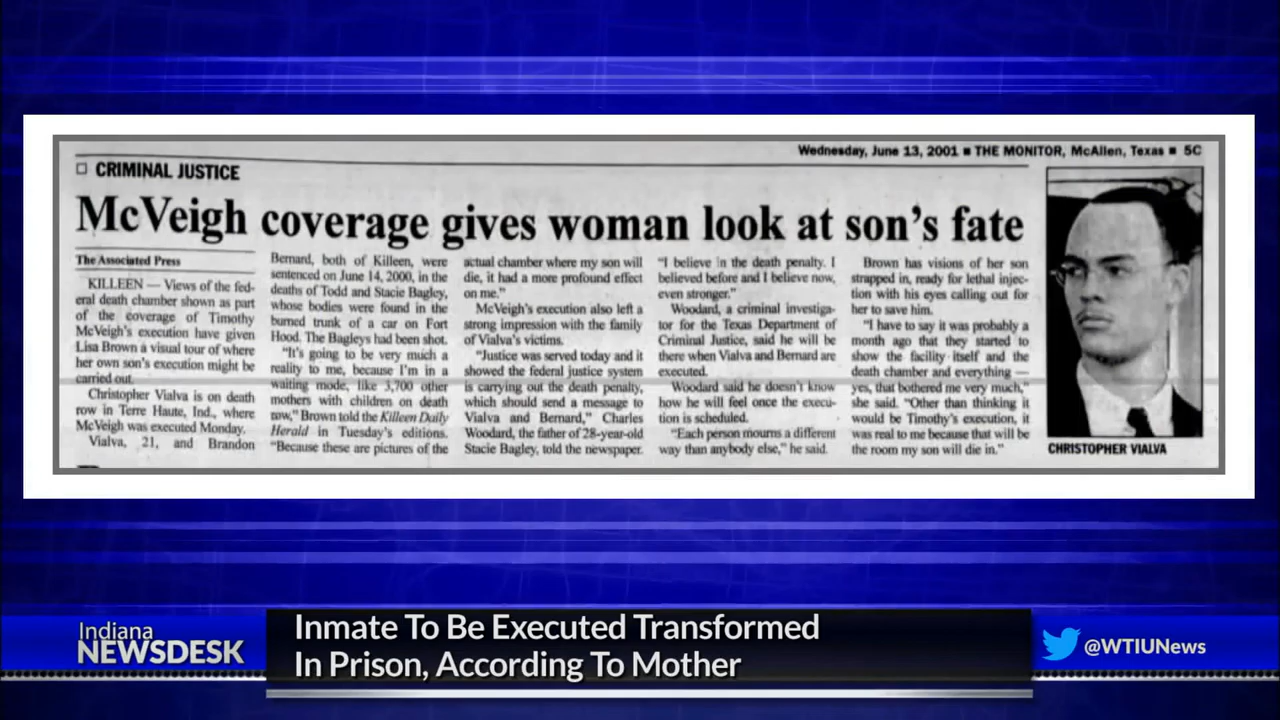 Wednesday, June 13, 2001 ■ THE MONITOR, McAllen, Texas ■ 5C
□ CRIMINAL JUSTICE
McVeigh coverage gives woman look at son's fate
The Associated Press
KILLEEN — Views of the fed-
eral death chamber shown as part
of the coverage of Timothy
McVeigh's execution have given
Lisa Brown a visual tour of where
her own son's execution might be
carried out.
Christopher Vialva is on death
row in Terre Haute, Ind., where
McVeigh was executed Monday.
Vialva, 21, and Brandon
Bernard, both of Killeen, were
sentenced on June 14, 2000, in the
deaths of Todd and Stacie Bagley,
whose bodies were found in the
burned trunk of a car on Fort
Hood. The Bagleys had been shot.
"It's going to be very much a
reality to me, because I'm in a
waiting mode, like 3,700 other
mothers with children on death
row," Brown told the Killeen Daily
Herald in Tuesday's editions.
"Because these are pictures of the
actual chamber where my son will
die, it had a more profound effect
on me."
McVeigh's execution also left a
strong impression with the family
of Vialva's victims.
"Justice was served today and it
showed the federal justice system
is carrying out the death penalty,
which should send a message to
Vialva and Bernard," Charles
Woodard, the father of 28-year-old
Stacie Bagley, told the newspaper.
"I believe in the death penalty. I
believed before and I believe now,
even stronger."
Woodard, a criminal investiga-
tor for the Texas Department of
Criminal Justice, said he will be
there when Vialva and Bernard are
executed.
Woodard said he doesn't know
how he will feel once the execu-
tion is scheduled.
"Each person mourns a different
way than anybody else," he said.
Brown has visions of her son
strapped in, ready for lethal injec-
tion with his eyes calling out for
her to save him.
"I have to say it was probably a
month ago that they started to
show the facility itself and the
death chamber and everything —
yes, that bothered me very much,"
she said. "Other than thinking it
would be Timothy's execution, it
was real to me because that will be
the room my son will die in."
CHRISTOPHER VIALVA
Indiana
NEWSDESK
Inmate To Be Executed Transformed
In Prison, According To Mother
@WTIUNews